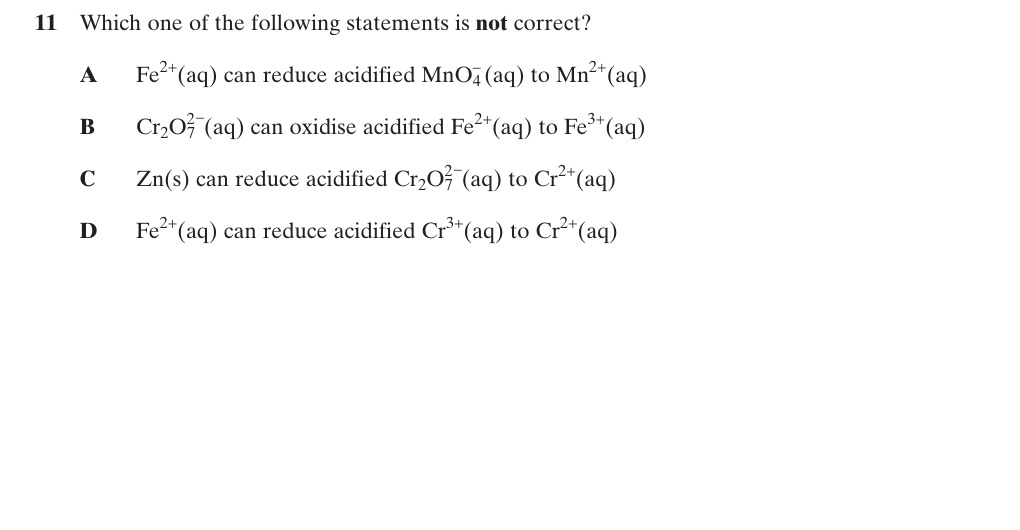 11 Which one of the following statements is not correct?
A Fe²⁺(aq) can reduce acidified MnO₄⁻(aq) to Mn²⁺(aq)
B Cr₂O₇²⁻(aq) can oxidise acidified Fe²⁺(aq) to Fe³⁺(aq)
C Zn(s) can reduce acidified Cr₂O₇²⁻(aq) to Cr²⁺(aq)
D Fe²⁺(aq) can reduce acidified Cr³⁺(aq) to Cr²⁺(aq)